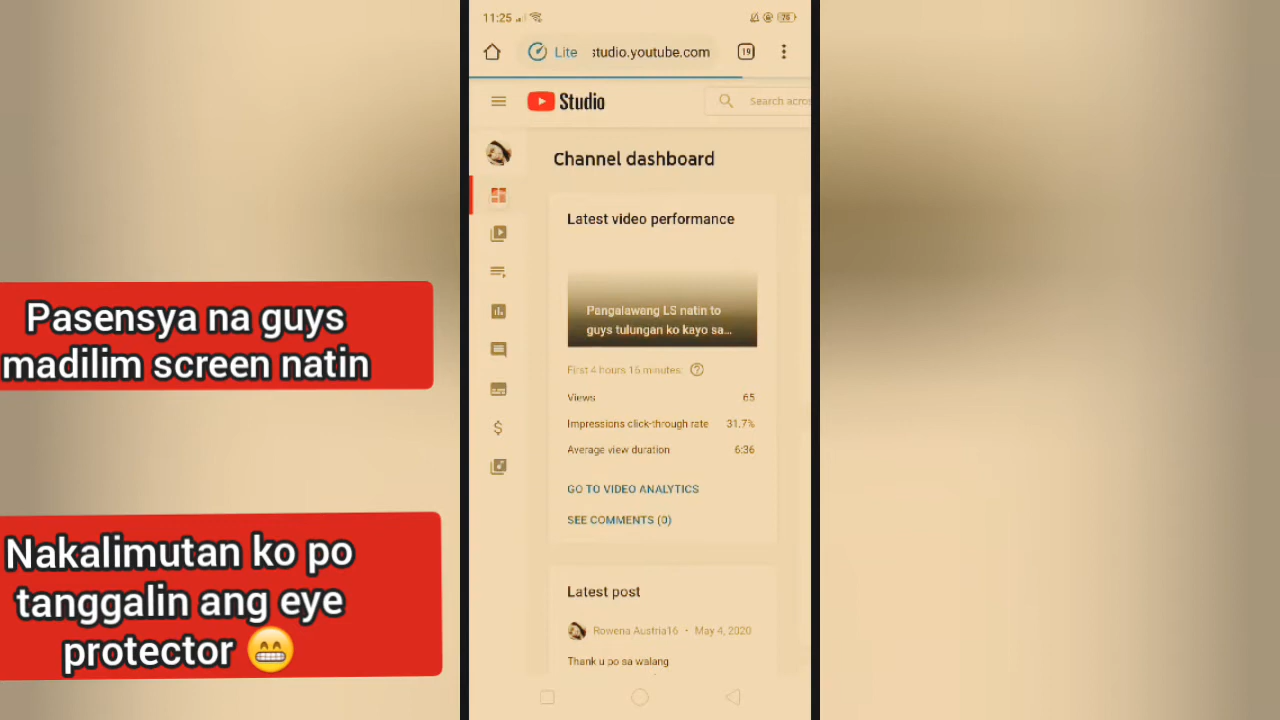 Pasensya na guys
madilim screen natin
Nakalimutan ko po
tanggalin ang eye
protector 😁
11:25
26
Lite studio.youtube.com
19
Studio
Search acros
Channel dashboard
Latest video performance
Pangalawang LS natin to
guys tulungan ko kayo sa...
First 4 hours 16 minutes:
Views 65
Impressions click-through rate 31.7%
Average view duration 6:36
GO TO VIDEO ANALYTICS
SEE COMMENTS (0)
Latest post
Rowena Austria16 • May 4, 2020
Thank u po sa walang